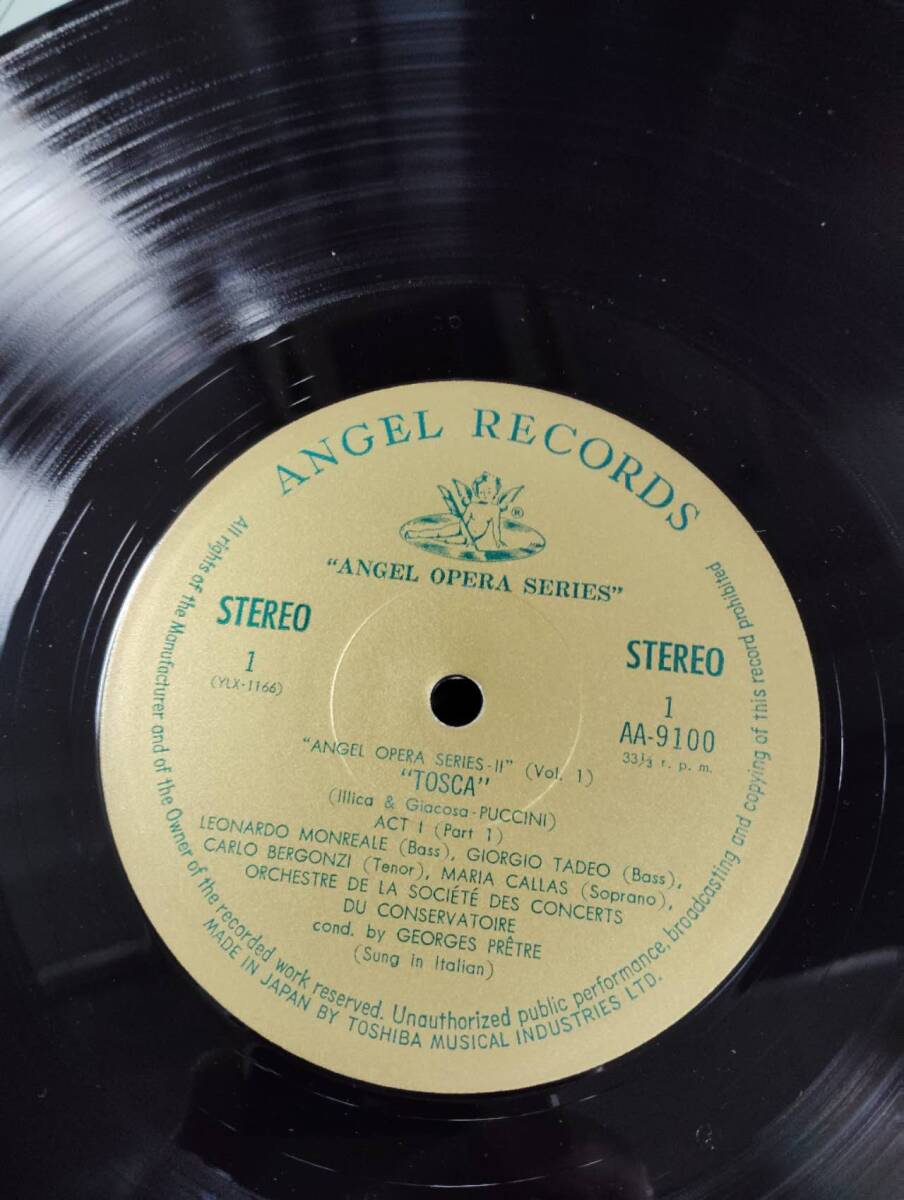 ANGEL RECORDS
®
"ANGEL OPERA SERIES"
STEREO
1
(YLX-1166)
STEREO
1
AA-9100
33⅓ r. p. m.
"ANGEL OPERA SERIES-II" (Vol. 1)
"TOSCA"
(Illica & Giacosa-PUCCINI)
ACT I (Part 1)
LEONARDO MONREALE (Bass), GIORGIO TADEO (Bass),
CARLO BERGONZI (Tenor), MARIA CALLAS (Soprano),
ORCHESTRE DE LA SOCIÉTÉ DES CONCERTS
DU CONSERVATOIRE
cond. by GEORGES PRÊTRE
(Sung in Italian)
All rights of the Manufacturer and of the Owner of the recorded work reserved. Unauthorized public performance, broadcasting and copying of this record prohibited
MADE IN JAPAN BY TOSHIBA MUSICAL INDUSTRIES LTD.